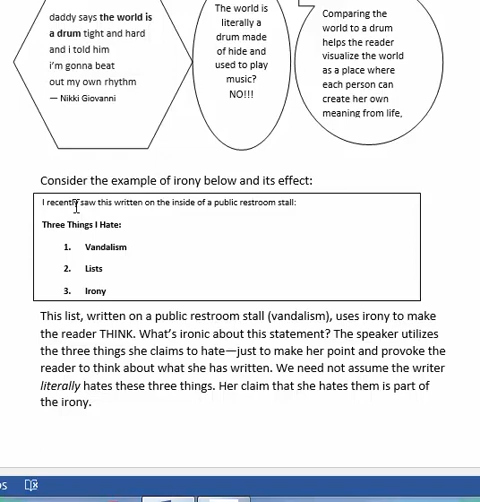 daddy says the world is
a drum tight and hard
and i told him
i'm gonna beat
out my own rhythm
— Nikki Giovanni
The world is
literally a
drum made
of hide and
used to play
music?
NO!!!
Comparing the
world to a drum
helps the reader
visualize the world
as a place where
each person can
create her own
meaning from life,
Consider the example of irony below and its effect:
I recently saw this written on the inside of a public restroom stall:
Three Things I Hate:
1. Vandalism
2. Lists
3. Irony
This list, written on a public restroom stall (vandalism), uses irony to make
the reader THINK. What's ironic about this statement? The speaker utilizes
the three things she claims to hate—just to make her point and provoke the
reader to think about what she has written. We need not assume the writer
literally hates these three things. Her claim that she hates them is part of
the irony.